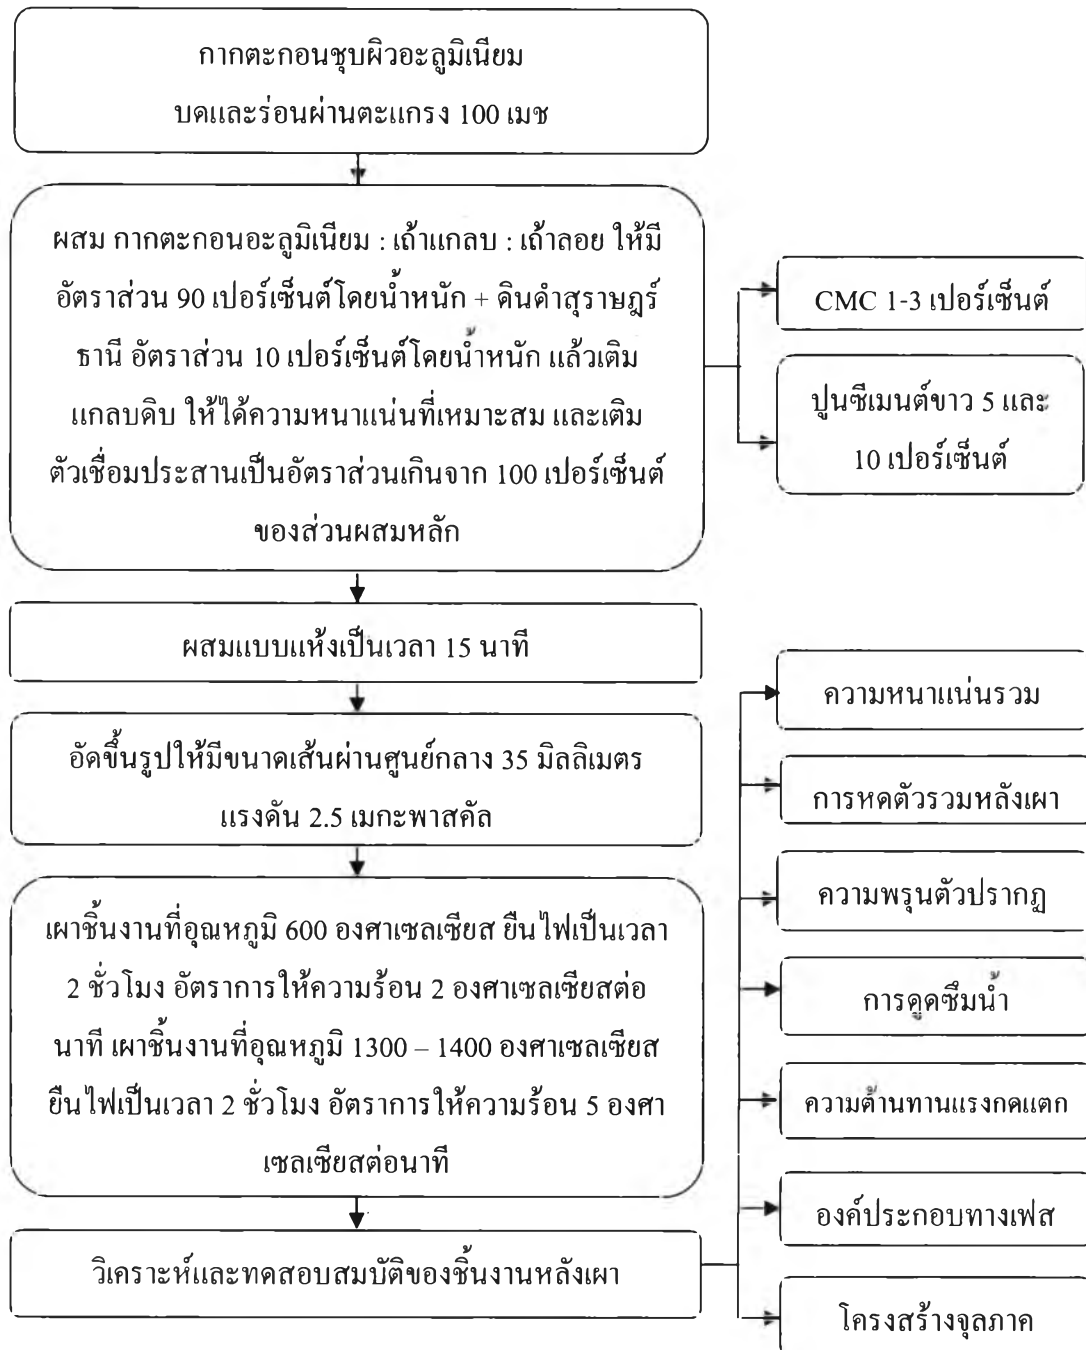 กากตะกอนชุบผิวอะลูมิเนียม
บดและร่อนผ่านตะแกรง 100 เมช
ผสม กากตะกอนอะลูมิเนียม : เถ้าแกลบ : เถ้าลอย ให้มี
อัตราส่วน 90 เปอร์เซ็นต์โดยน้ำหนัก + ดินดำสุราษฎร์
ธานี อัตราส่วน 10 เปอร์เซ็นต์โดยน้ำหนัก แล้วเติม
แกลบดิบ ให้ได้ความหนาแน่นที่เหมาะสม และเติม
ตัวเชื่อมประสานเป็นอัตราส่วนเกินจาก 100 เปอร์เซ็นต์
ของส่วนผสมหลัก
CMC 1-3 เปอร์เซ็นต์
ปูนซีเมนต์ขาว 5 และ
10 เปอร์เซ็นต์
ผสมแบบแห้งเป็นเวลา 15 นาที
อัดขึ้นรูปให้มีขนาดเส้นผ่านศูนย์กลาง 35 มิลลิเมตร
แรงดัน 2.5 เมกะพาสคัล
เผาชิ้นงานที่อุณหภูมิ 600 องศาเซลเซียส ยืนไฟเป็นเวลา
2 ชั่วโมง อัตราการให้ความร้อน 2 องศาเซลเซียสต่อ
นาที เผาชิ้นงานที่อุณหภูมิ 1300 – 1400 องศาเซลเซียส
ยืนไฟเป็นเวลา 2 ชั่วโมง อัตราการให้ความร้อน 5 องศา
เซลเซียสต่อนาที
วิเคราะห์และทดสอบสมบัติของชิ้นงานหลังเผา
ความหนาแน่นรวม
การหดตัวรวมหลังเผา
ความพรุนตัวปรากฏ
การดูดซึมน้ำ
ความต้านทานแรงกดแตก
องค์ประกอบทางเฟส
โครงสร้างจุลภาค